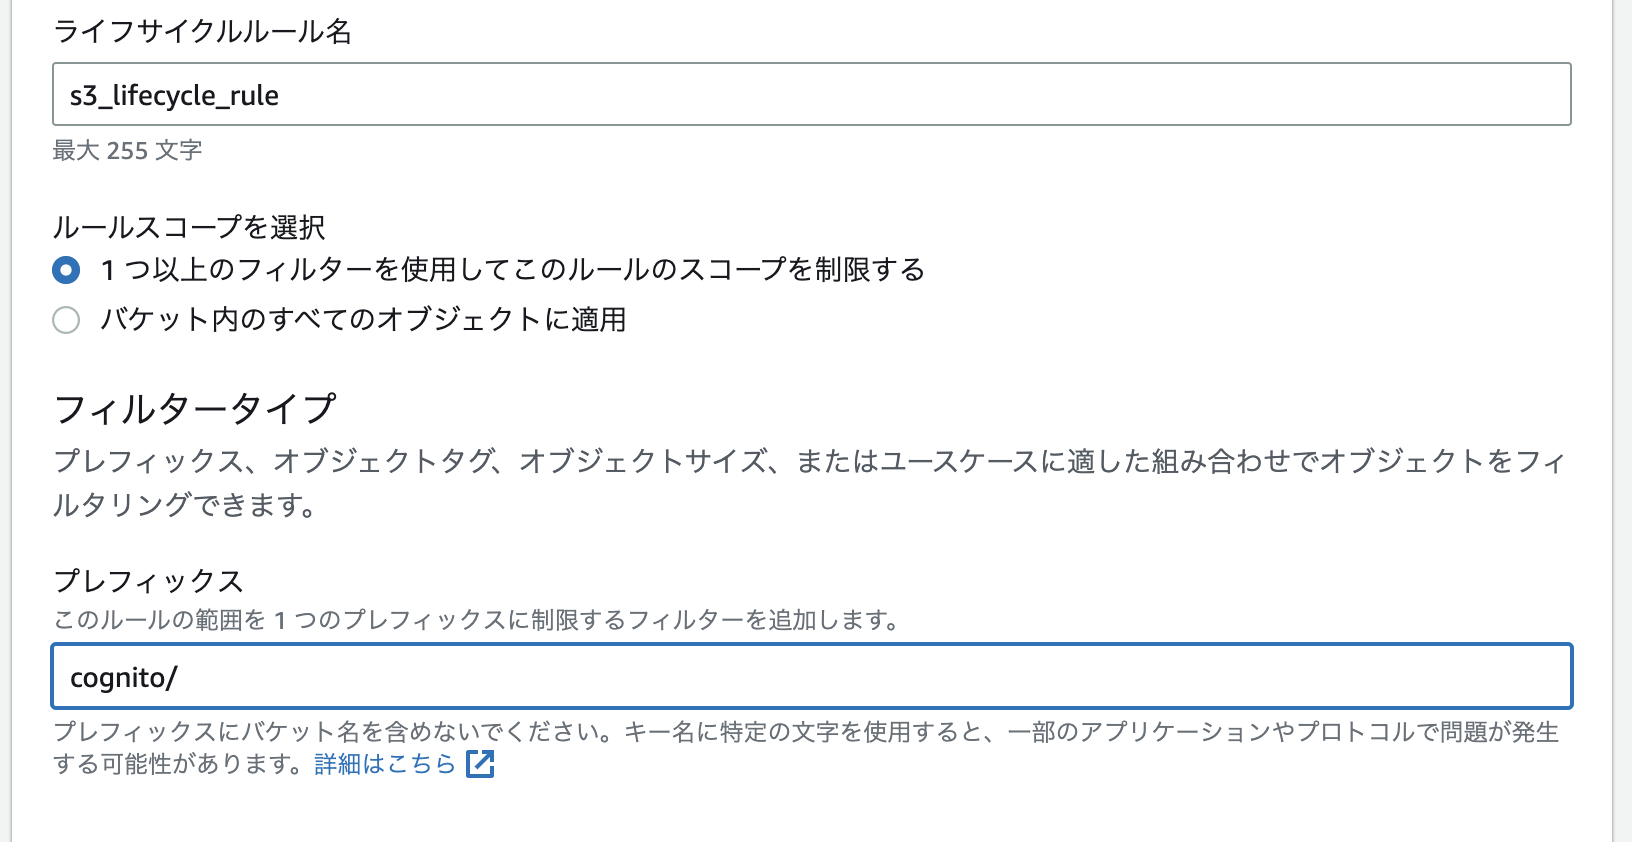 ライフサイクルルール名
s3_lifecycle_rule
最大 255 文字
ルールスコープを選択
1 つ以上のフィルターを使用してこのルールのスコープを制限する
バケット内のすべてのオブジェクトに適用
フィルタータイプ
プレフィックス、オブジェクトタグ、オブジェクトサイズ、またはユースケースに適した組み合わせでオブジェクトをフィ
ルタリングできます。
プレフィックス
このルールの範囲を 1 つのプレフィックスに制限するフィルターを追加します。
cognito/
プレフィックスにバケット名を含めないでください。キー名に特定の文字を使用すると、一部のアプリケーションやプロトコルで問題が発生
する可能性があります。詳細はこちら